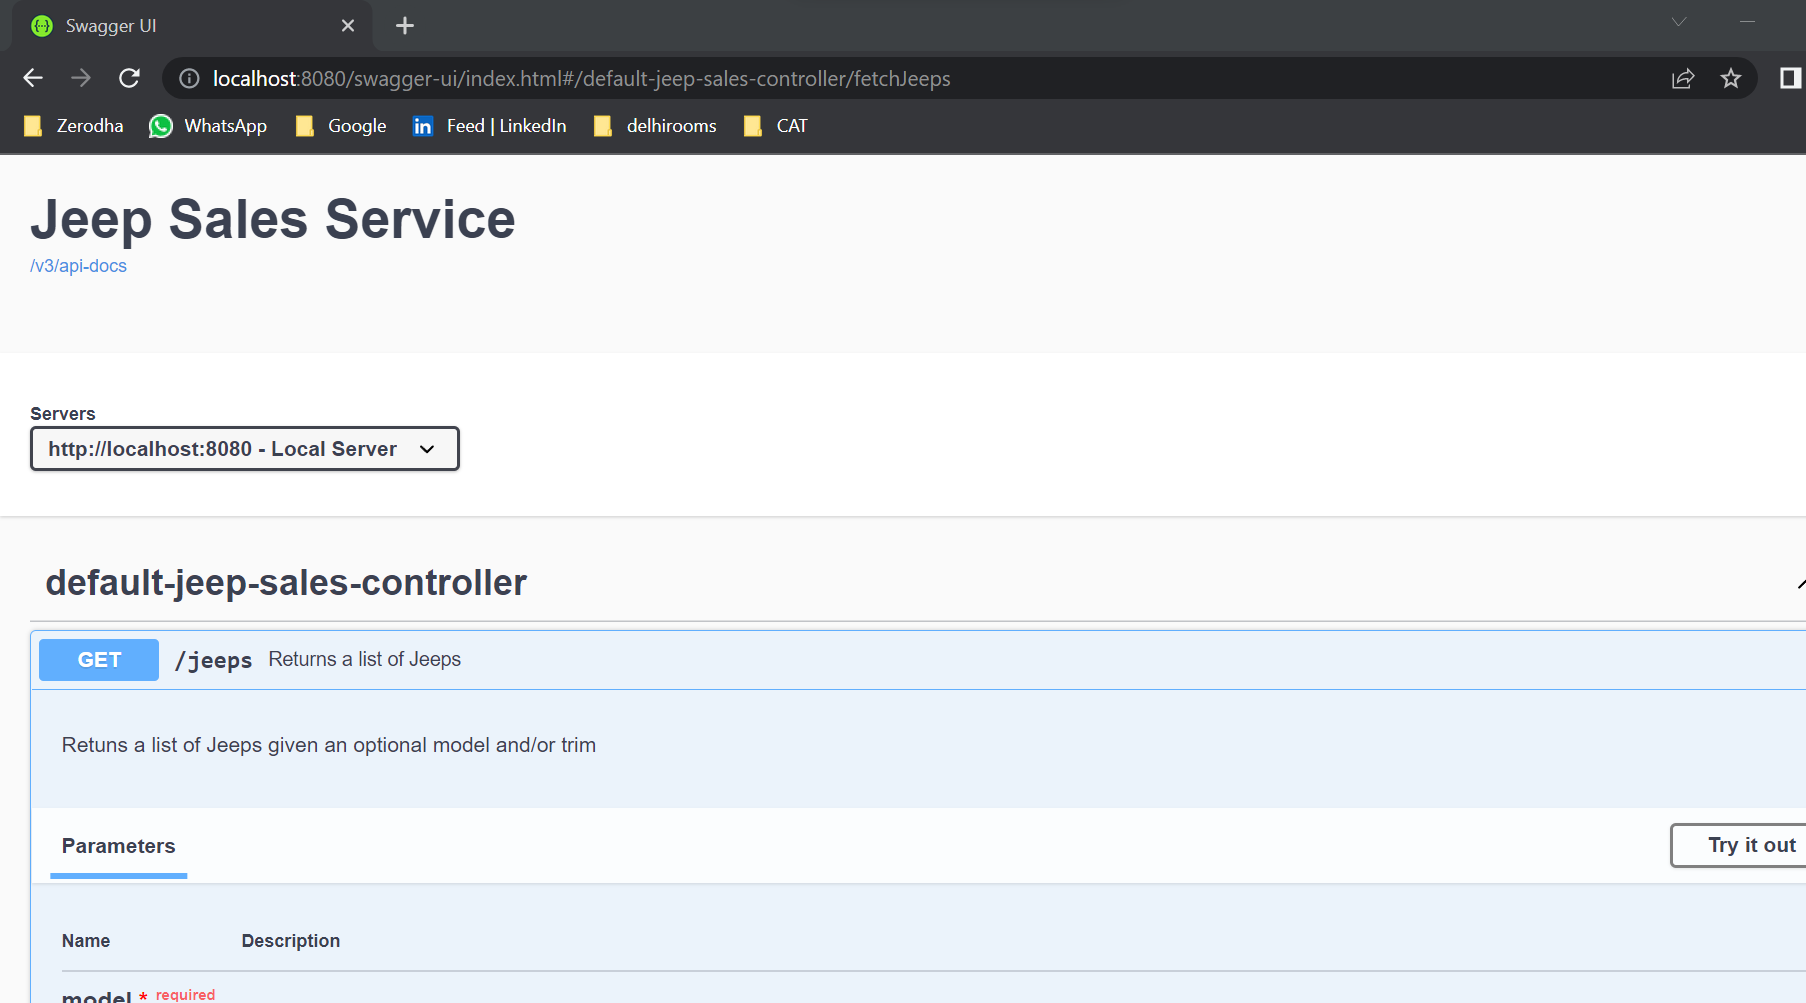 Swagger UI
localhost:8080/swagger-ui/index.html#/default-jeep-sales-controller/fetchJeeps
Zerodha WhatsApp Google Feed | LinkedIn delhirooms CAT
Jeep Sales Service
/v3/api-docs
Servers
http://localhost:8080 - Local Server
default-jeep-sales-controller
GET /jeeps Returns a list of Jeeps
Retuns a list of Jeeps given an optional model and/or trim
Parameters Try it out
Name Description
model * required